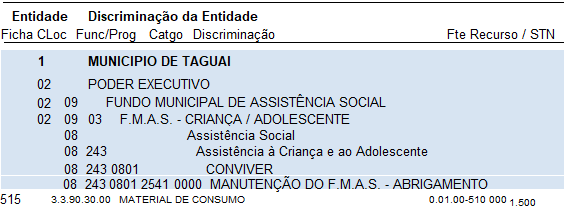 Entidade Discriminação da Entidade
Ficha CLoc Func/Prog Catgo Discriminação Fte Recurso / STN
1 MUNICIPIO DE TAGUAI
02 PODER EXECUTIVO
02 09 FUNDO MUNICIPAL DE ASSISTÊNCIA SOCIAL
02 09 03 F.M.A.S. - CRIANÇA / ADOLESCENTE
08 Assistência Social
08 243 Assistência à Criança e ao Adolescente
08 243 0801 CONVIVER
08 243 0801 2541 0000 MANUTENÇÃO DO F.M.A.S. - ABRIGAMENTO
515 3.3.90.30.00 MATERIAL DE CONSUMO 0.01.00-510 000 1.500